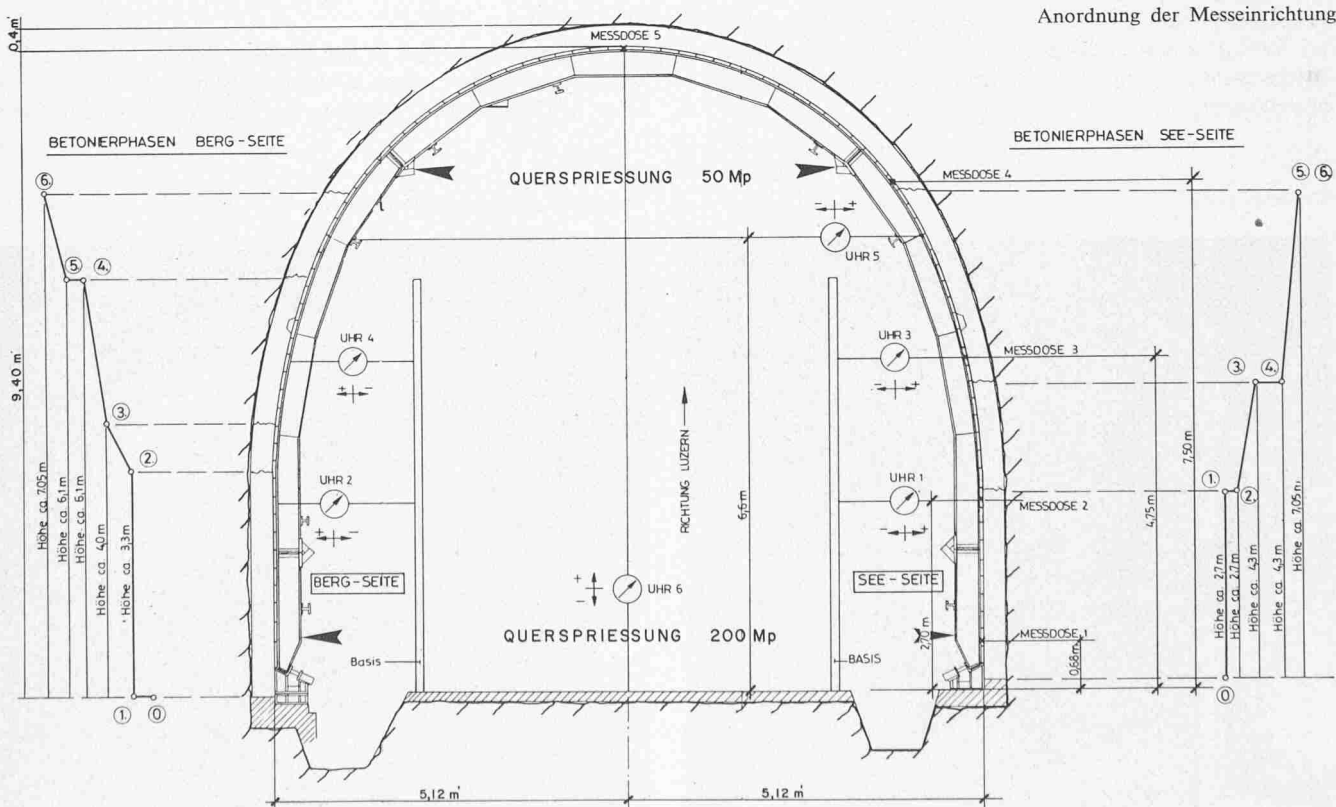 Anordnung der Messeinrichtung
0,4 m'
9,40 m'
MESSDOSE 5
BETONIERPHASEN BERG-SEITE
BETONIERPHASEN SEE-SEITE
6.
5.
4.
3.
2.
1.
0
Höhe ca 7,05 m
Höhe ca. 6,1 m
Höhe ca. 6,1 m
Höhe ca. 4,0 m
Höhe ca. 3,3 m
QUERSPRIESSUNG 50 Mp
MESSDOSE 4
- +
UHR 5
UHR 4
+ -
UHR 3
- +
MESSDOSE 3
UHR 2
+ -
UHR 1
- +
MESSDOSE 2
RICHTUNG LUZERN
6,6 m
BERG-SEITE
SEE-SEITE
+
-
UHR 6
QUERSPRIESSUNG 200 Mp
2,70 m
MESSDOSE 1
0,68 m
Basis
BASIS
4,75 m
7,50 m
5.
6.
3.
4.
1.
2.
0
Höhe ca 2,7 m
Höhe ca. 2,7 m
Höhe ca. 4,3 m
Höhe ca. 4,3 m
Höhe ca. 7,05 m
5,12 m'
5,12 m'